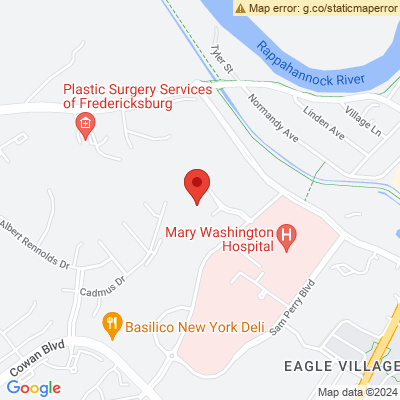 Map error: g.co/staticmaperror
Rappahannock River
Tyler St
Plastic Surgery Services
of Fredericksburg
Normandy Ave
Linden Ave
Village Ln
Mary Washington
Hospital
H
Albert Rennolds Dr
Cadmus Dr
Basilico New York Deli
Sam Perry Blvd
Cowan Blvd
EAGLE VILLAGE
Google
Map data ©2024